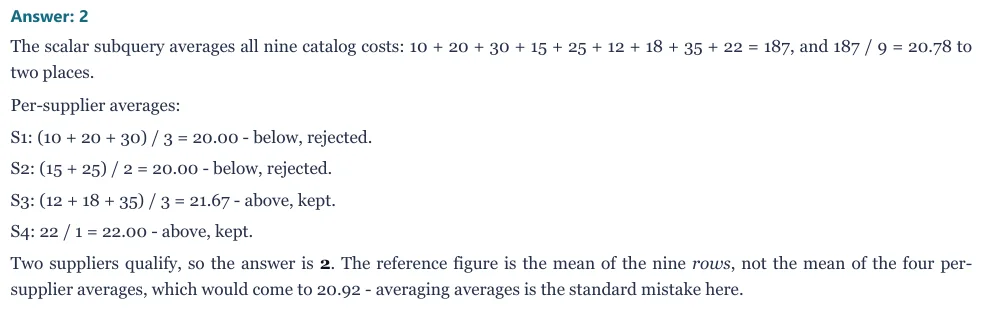 Answer: 2
The scalar subquery averages all nine catalog costs: 10 + 20 + 30 + 15 + 25 + 12 + 18 + 35 + 22 = 187, and 187 / 9 = 20.78 to
two places.
Per-supplier averages:
S1: (10 + 20 + 30) / 3 = 20.00 - below, rejected.
S2: (15 + 25) / 2 = 20.00 - below, rejected.
S3: (12 + 18 + 35) / 3 = 21.67 - above, kept.
S4: 22 / 1 = 22.00 - above, kept.
Two suppliers qualify, so the answer is 2. The reference figure is the mean of the nine rows, not the mean of the four per-
supplier averages, which would come to 20.92 - averaging averages is the standard mistake here.